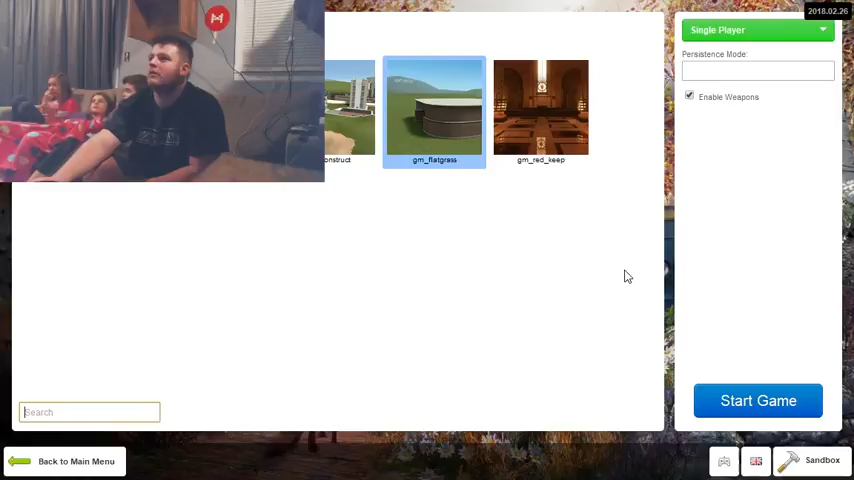 2018.02.26
Single Player
Persistence Mode:
Enable Weapons
onstruct
gm_flatgrass
gm_red_keep
Start Game
Search
Back to Main Menu
Sandbox